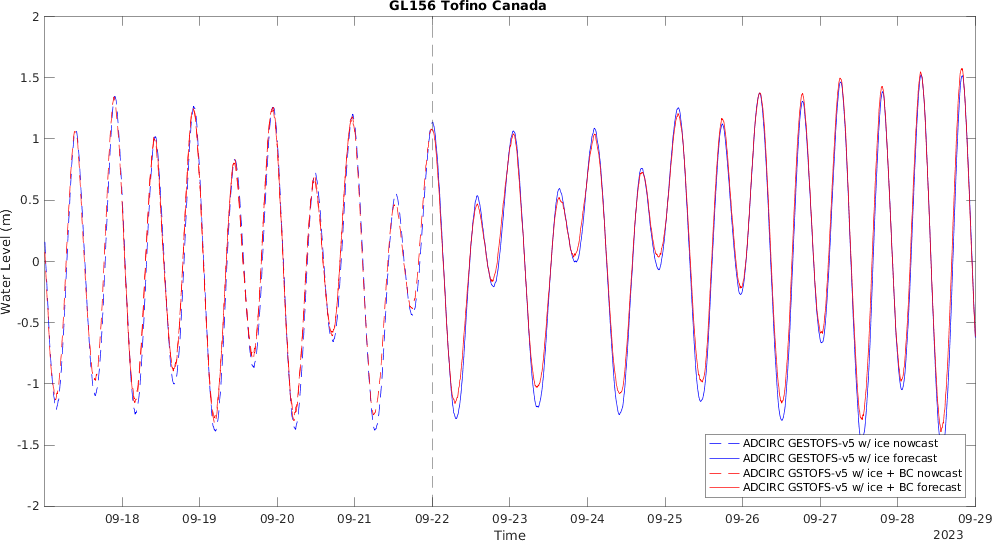 GL156 Tofino Canada
2
1.5
1
0.5
0
-0.5
-1
-1.5
-2
Water Level (m)
ADCIRC GESTOFS-v5 w/ ice nowcast
ADCIRC GESTOFS-v5 w/ ice forecast
ADCIRC GSTOFS-v5 w/ ice + BC nowcast
ADCIRC GSTOFS-v5 w/ ice + BC forecast
09-18 09-19 09-20 09-21 09-22 09-23 09-24 09-25 09-26 09-27 09-28 09-29
Time
2023